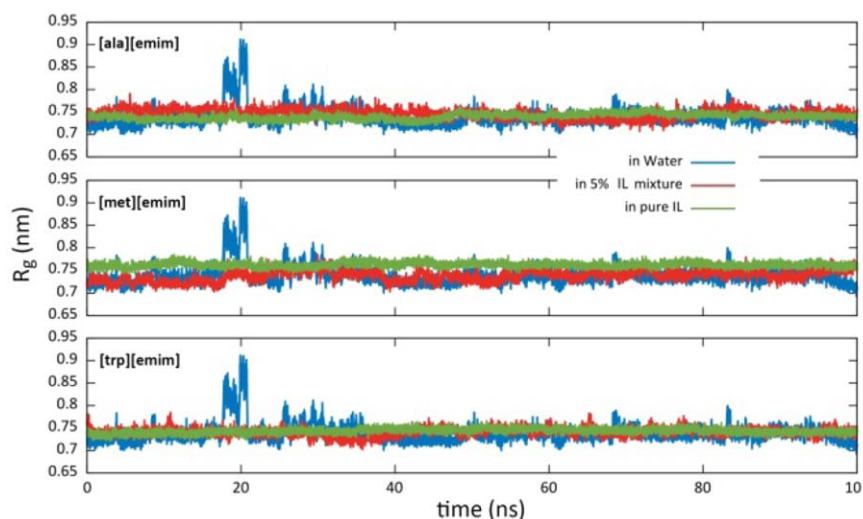 0.95
[ala][emim]
0.9
0.85
0.8
0.75
0.7
0.65
in Water
in 5% IL mixture
in pure IL
0.95
[met][emim]
0.9
0.85
0.8
0.75
0.7
0.65
Rg (nm)
0.95
[trp][emim]
0.9
0.85
0.8
0.75
0.7
0.65
0 20 40 60 80 10
time (ns)